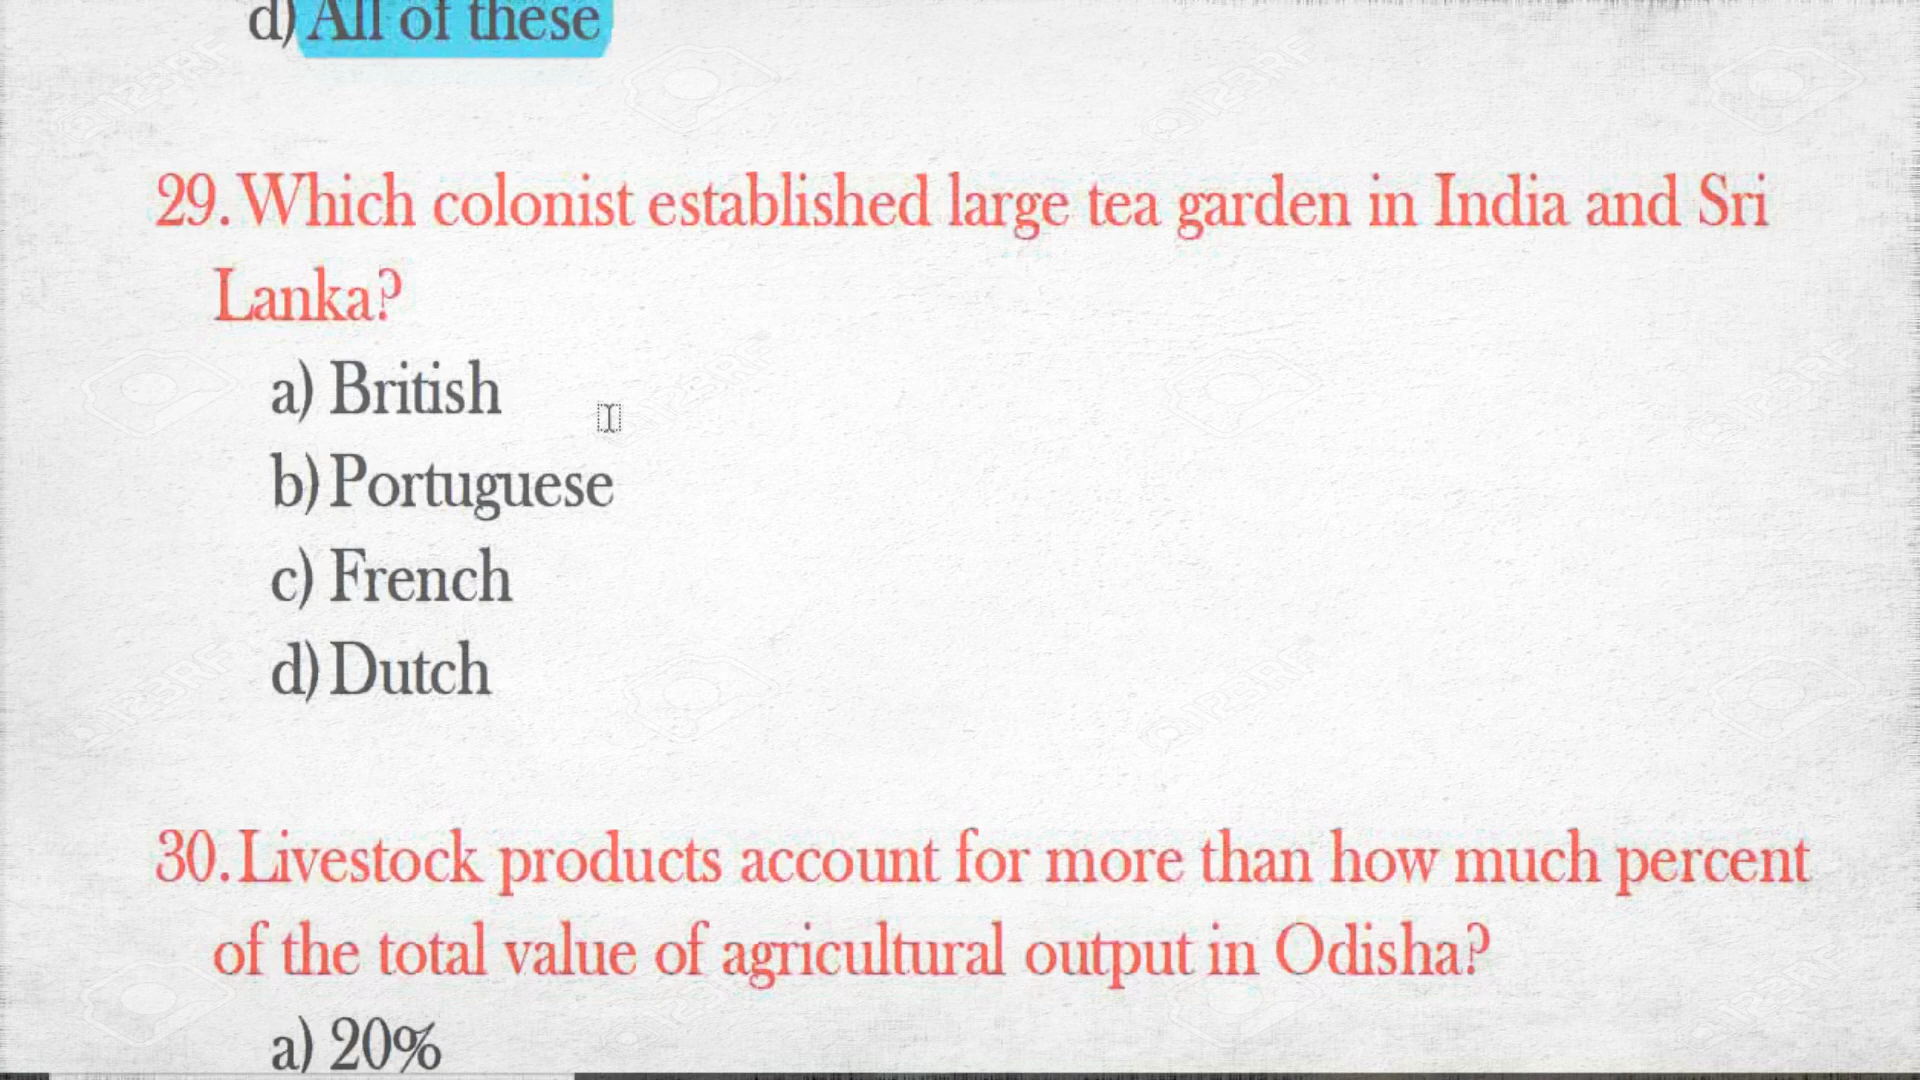 d) All of these
29. Which colonist established large tea garden in India and Sri
Lanka?
a) British
b) Portuguese
c) French
d) Dutch
30. Livestock products account for more than how much percent
of the total value of agricultural output in Odisha?
a) 20%